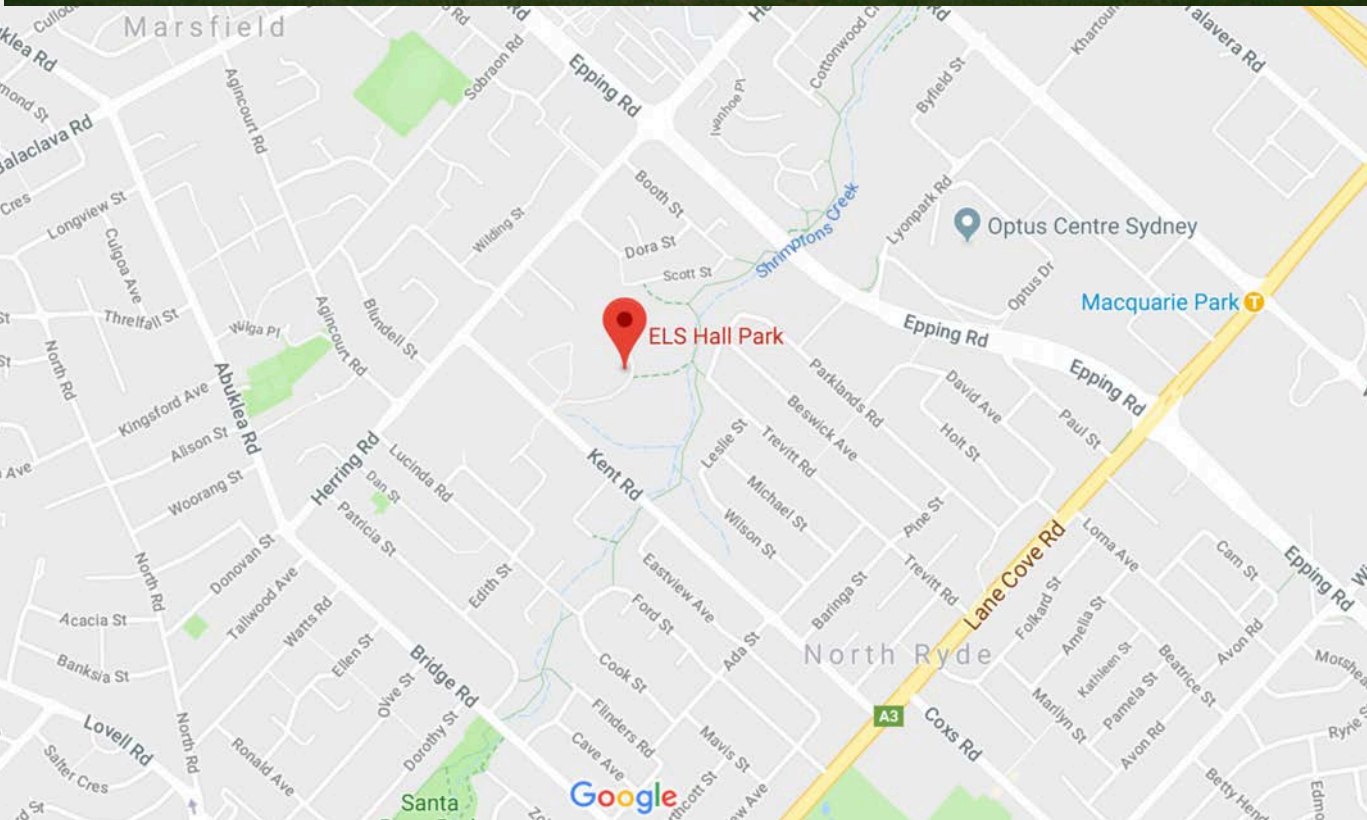 Marsfield
Epping Rd
Sobraon Rd
Agincourt Rd
Balaclava Rd
Longview St
Culgoa Ave
Threlfall St
Wilga Pl
Agincourt Rd
Blundell St
Wilding St
Booth St
Dora St
Scott St
Iwanhoe Pl
Shrimptons Creek
Byfield St
Talavera Rd
Lyonpark Rd
Optus Centre Sydney
Optus Dr
Macquarie Park
T
ELS Hall Park
Epping Rd
Epping Rd
North Rd
Abuklea Rd
Kingsford Ave
Alison St
Woorang St
Herring Rd
Lucinda Rd
Dan St
Patricia St
Kent Rd
Leslie St
Parklands Rd
Beswick Ave
Trevitt Rd
Michael St
Wilson St
David Ave
Holt St
Paul St
Pine St
Trevitt Rd
Baringa St
Lane Cove Rd
Lorna Ave
Cam St
Epping Rd
Folkard St
Amelia St
Kathleen St
Pamela St
Beatrice St
Avon Rd
Marilyn St
Avon Rd
North Ryde
A3
Coxs Rd
North Rd
Donovan St
Tallwood Ave
Watts Rd
Ellen St
Olive St
Edith St
Eastview Ave
Ford St
Ada St
Cook St
Flinders Rd
Mavis St
Cave Ave
Acacia St
Banksia St
Lovell Rd
Salter Cres
North Rd
Ronald Ave
Bridge Rd
Dorothy St
Santa
Google